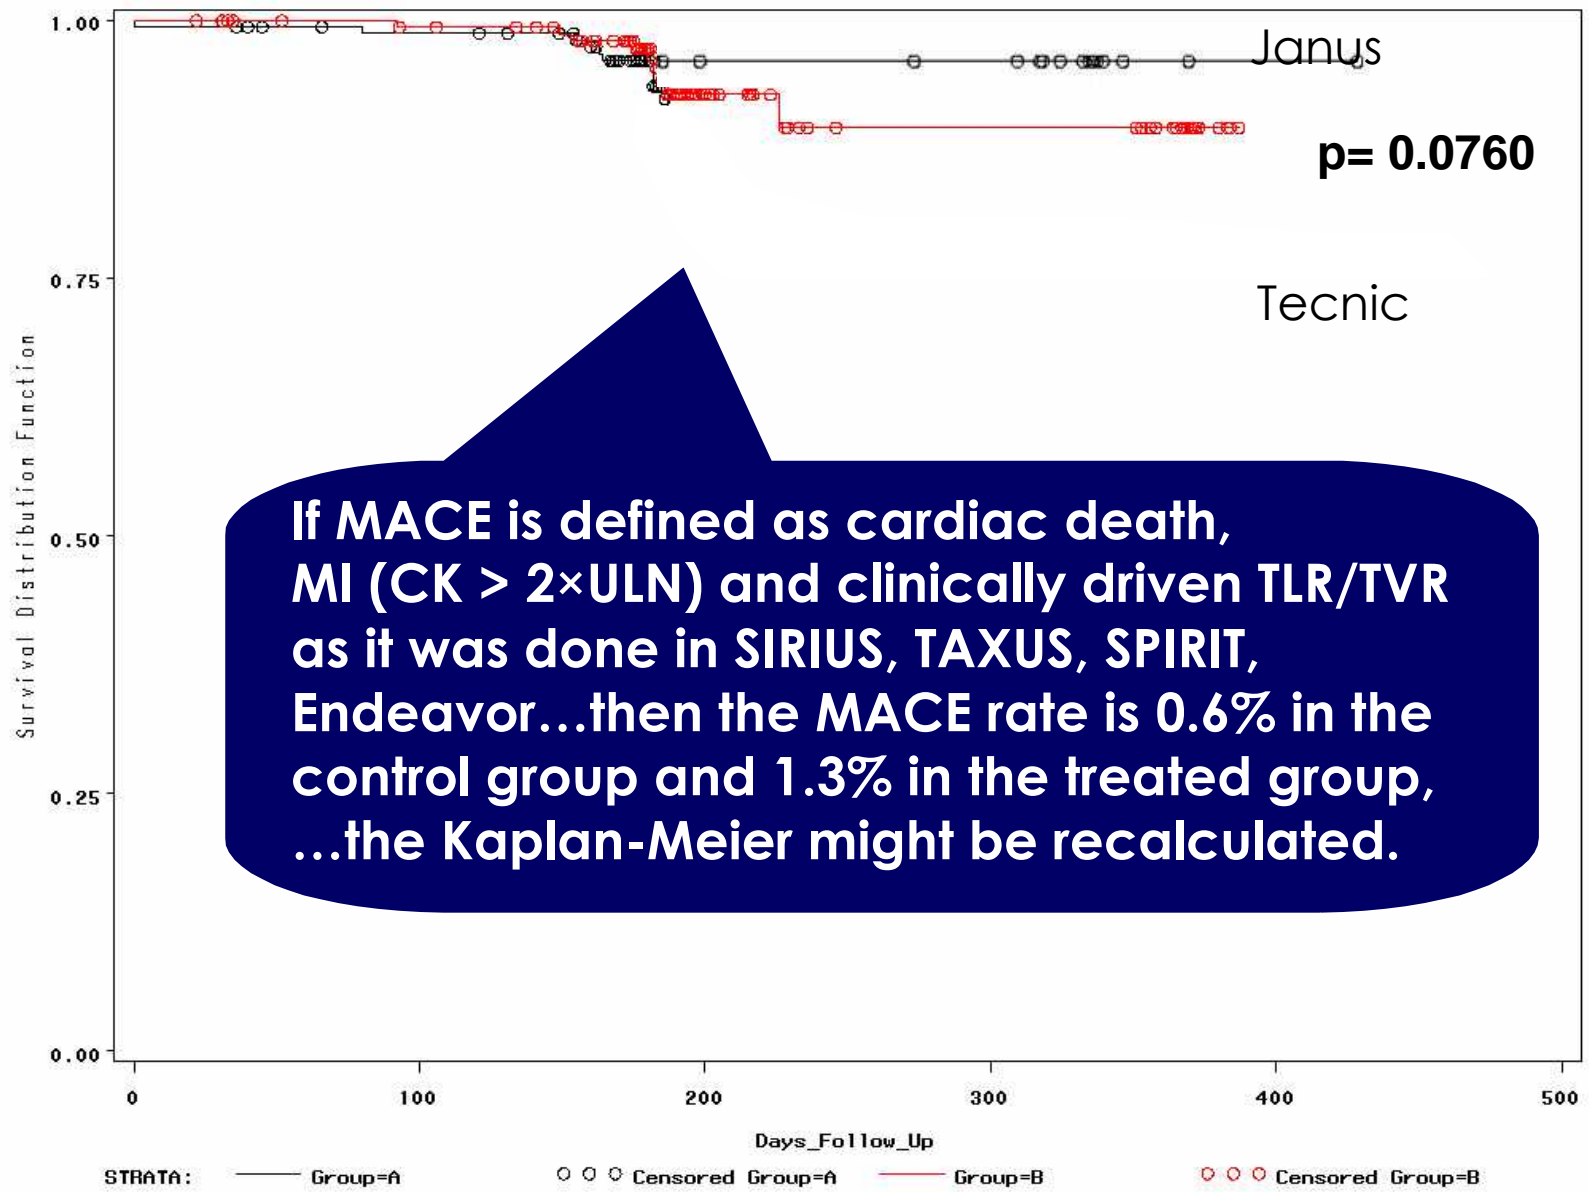 1.00
Janus
p= 0.0760
0.75
Tecnic
Survival Distribution Function
0.50
If MACE is defined as cardiac death,
MI (CK > 2×ULN) and clinically driven TLR/TVR
as it was done in SIRIUS, TAXUS, SPIRIT,
Endeavor…then the MACE rate is 0.6% in the
control group and 1.3% in the treated group,
…the Kaplan-Meier might be recalculated.
0.25
0.00
0 100 200 300 400 500
Days_Follow_Up
STRATA: Group=A Censored Group=A Group=B Censored Group=B